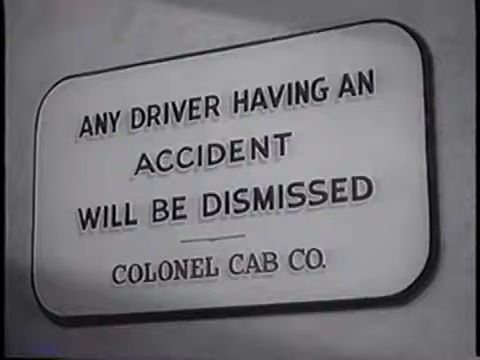 ANY DRIVER HAVING AN
ACCIDENT
WILL BE DISMISSED
COLONEL CAB CO.